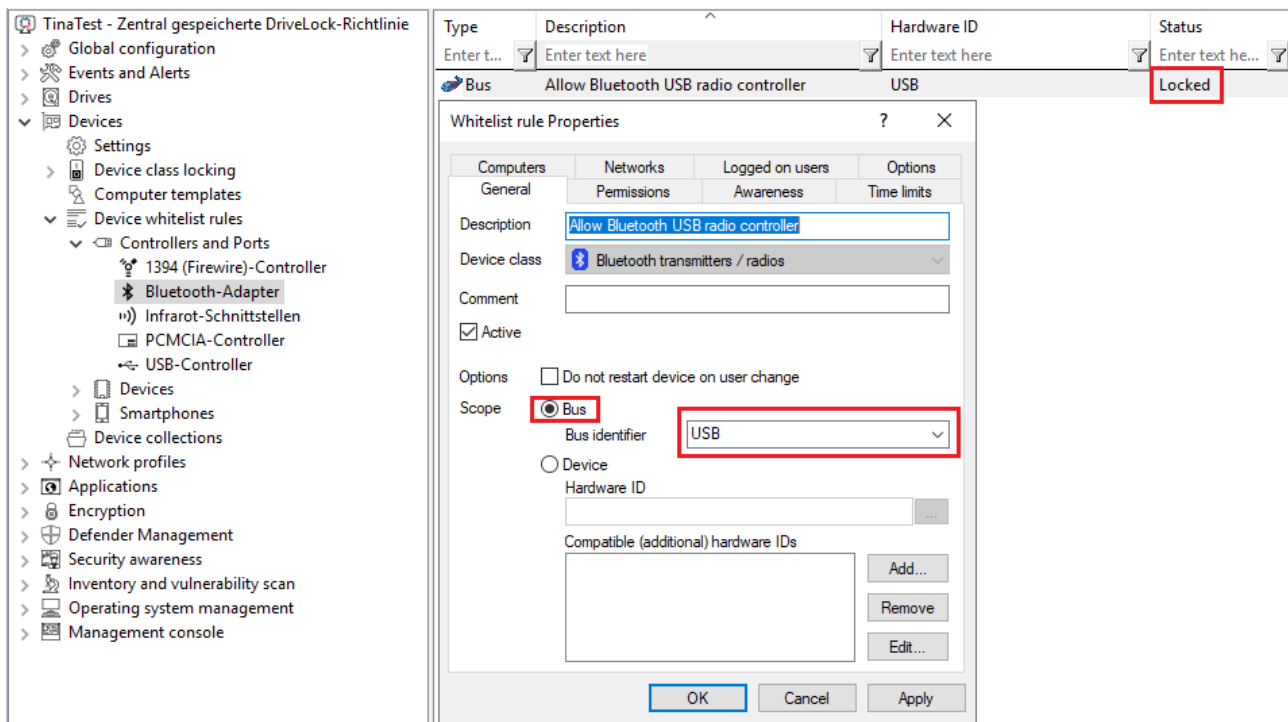 TinaTest - Zentral gespeicherte DriveLock-Richtlinie
Global configuration
Events and Alerts
Drives
Devices
Settings
Device class locking
Computer templates
Device whitelist rules
Controllers and Ports
1394 (Firewire)-Controller
Bluetooth-Adapter
Infrarot-Schnittstellen
PCMCIA-Controller
USB-Controller
Devices
Smartphones
Device collections
Network profiles
Applications
Encryption
Defender Management
Security awareness
Inventory and vulnerability scan
Operating system management
Management console
Type Description Hardware ID Status
Enter t... Enter text here Enter text here Enter text he...
Bus Allow Bluetooth USB radio controller USB Locked
Whitelist rule Properties ?
Computers Networks Logged on users Options
General Permissions Awareness Time limits
Description Allow Bluetooth USB radio controller
Device class Bluetooth transmitters / radios
Comment
Active
Options Do not restart device on user change
Scope Bus
Bus identifier USB
Device
Hardware ID
...
Compatible (additional) hardware IDs
Add...
Remove
Edit...
OK Cancel Apply